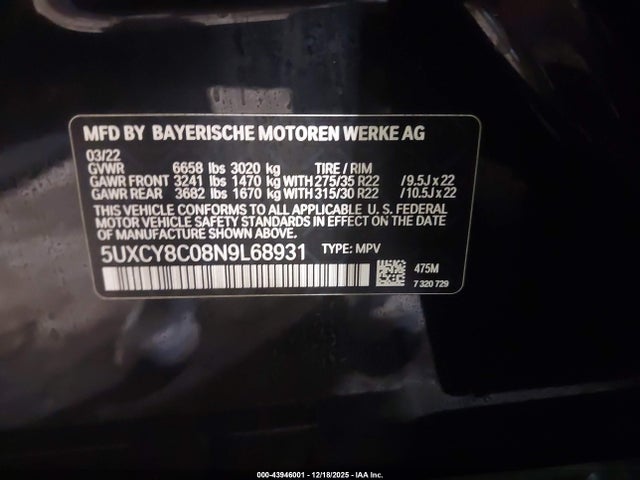 MFD BY BAYERISCHE MOTOREN WERKE AG
03/22
GVWR 6658 lbs 3020 kg TIRE / RIM
GAWR FRONT 3241 lbs 1470 kg WITH 275/35 R22 / 9.5J x 22
GAWR REAR 3682 lbs 1670 kg WITH 315/30 R22 / 10.5J x 22
THIS VEHICLE CONFORMS TO ALL APPLICABLE U. S. FEDERAL
MOTOR VEHICLE SAFETY STANDARDS IN EFFECT ON THE DATE
OF MANUFACTURE SHOWN ABOVE.
5UXCY8C08N9L68931 TYPE: MPV
475M
7 320 729
000-43946001 - 12/18/2025 - IAA Inc.